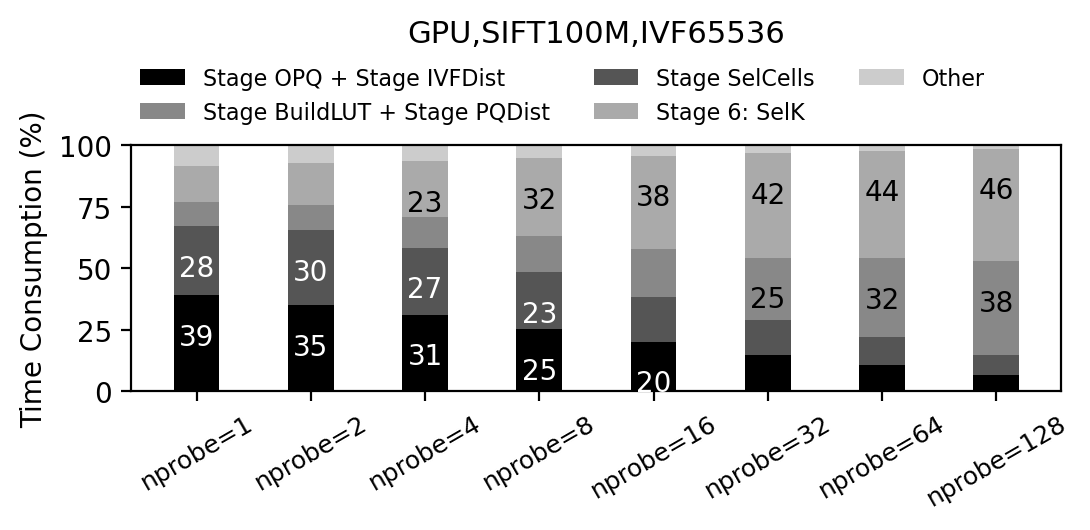 GPU,SIFT100M,IVF65536
Stage OPQ + Stage IVFDist
Stage SelCells
Other
Stage BuildLUT + Stage PQDist
Stage 6: SelK
Time Consumption (%)
100
75
50
25
0
28
39
30
35
23
27
31
32
23
25
38
20
42
25
44
32
46
38
nprobe=1
nprobe=2
nprobe=4
nprobe=8
nprobe=16
nprobe=32
nprobe=64
nprobe=128